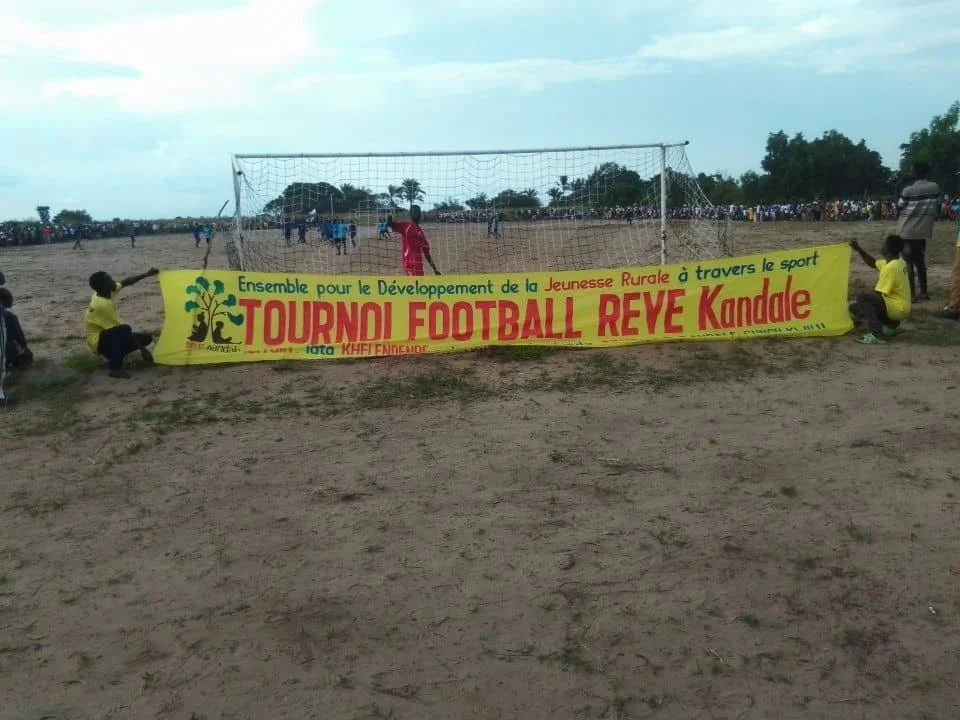 Ensemble pour le Développement de la Jeunesse Rurale à travers le sport
TOURNOI FOOTBALL REVE Kandale
KHELENDENDE